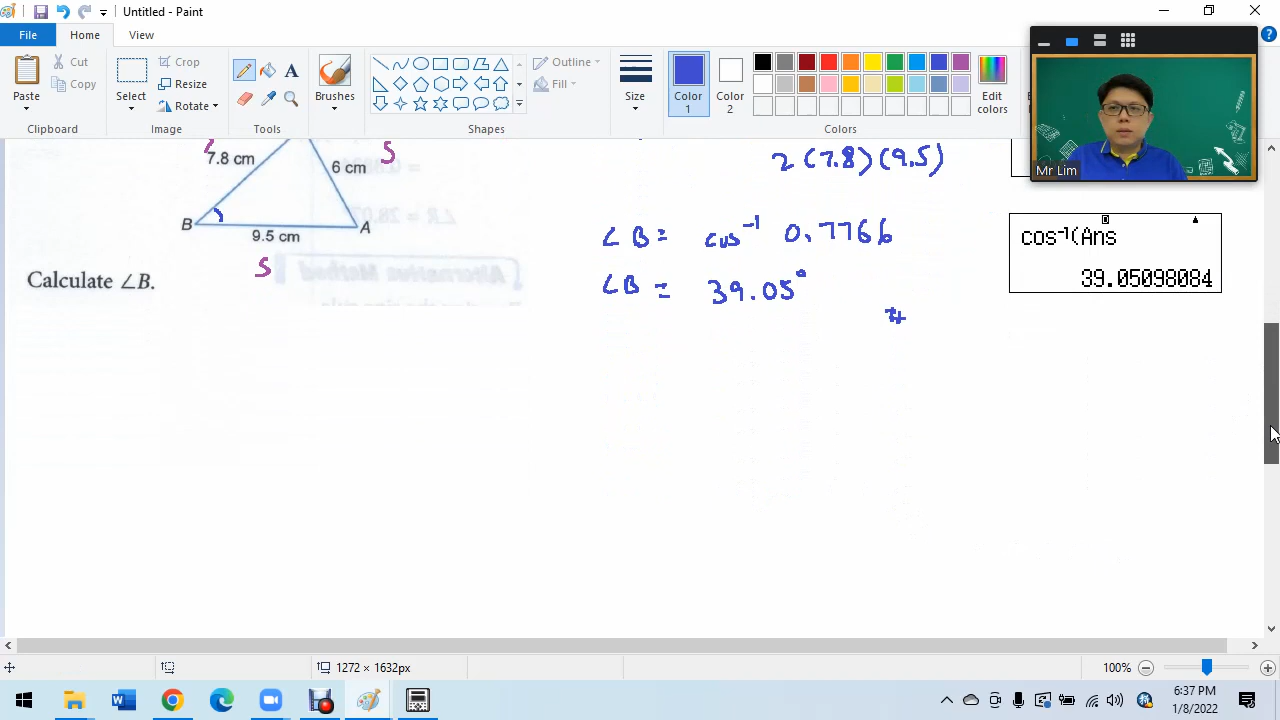 Untitled - Paint
File
Home
View
Paste
Cut
Copy
Clipboard
Select
Crop
Resize
Rotate
Image
A
Tools
Brushes
Shapes
Outline
Fill
Size
Color 1
Color 2
Edit colors
Colors
Mr Lim
7.8 cm
S
6 cm
B
A
9.5 cm
S
Calculate ∠B.
Alternative Method
2 (7.8)(9.5)
∠B = cos⁻¹ 0.7766
∠B = 39.05°
cos⁻¹(Ans
39.05098084
1272 × 1632px
100%
6:37 PM
1/8/2022